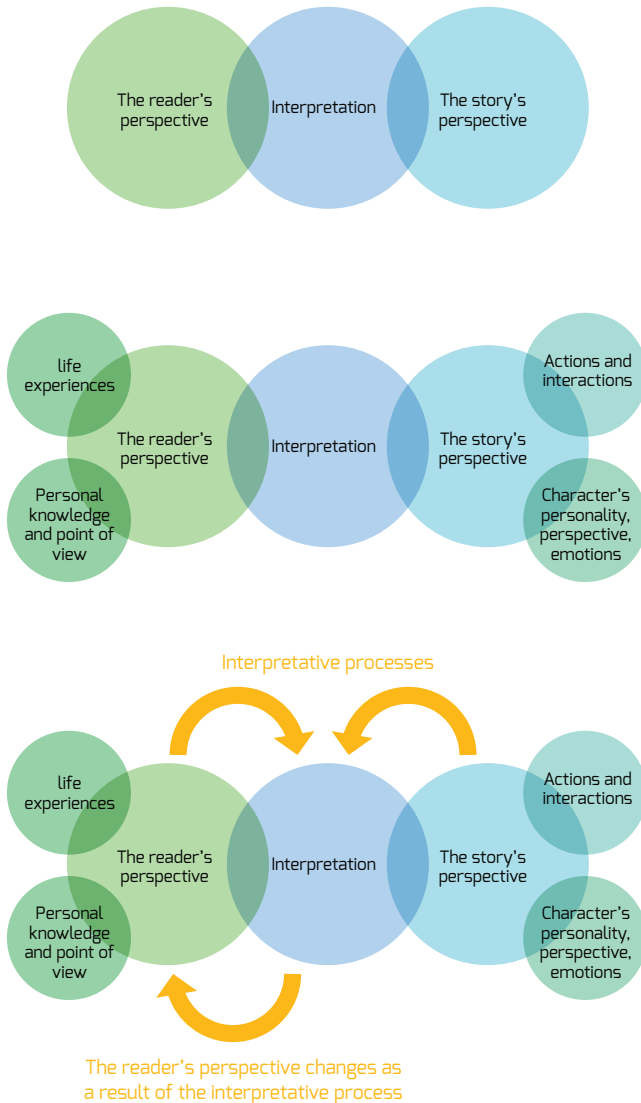 The reader's
perspective
Interpretation
The story's
perspective
life
experiences
Actions and
interactions
The reader's
perspective
Interpretation
The story's
perspective
Personal
knowledge
and point of
view
Character's
personality,
perspective,
emotions
Interpretative processes
life
experiences
Actions and
interactions
The reader's
perspective
Interpretation
The story's
perspective
Personal
knowledge
and point of
view
Character's
personality,
perspective,
emotions
The reader's perspective changes as
a result of the interpretative process